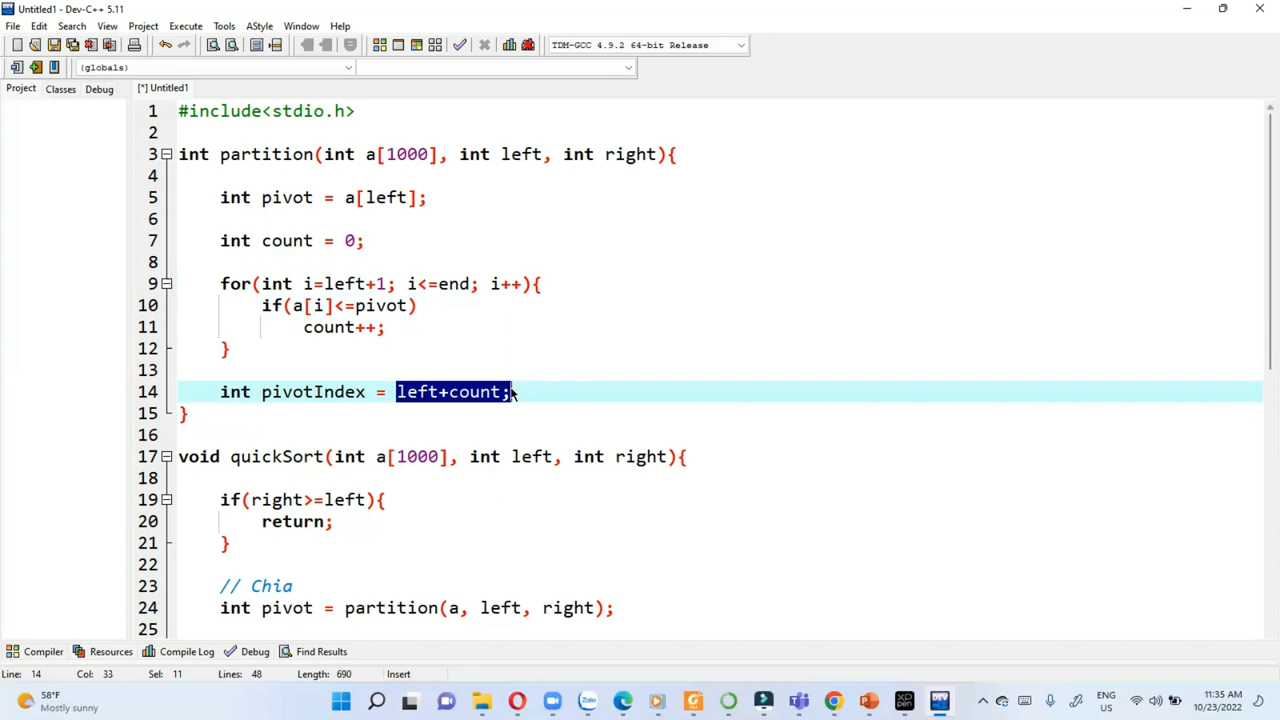 Untitled1 - Dev-C++ 5.11
File Edit Search View Project Execute Tools AStyle Window Help
TDM-GCC 4.9.2 64-bit Release
(globals)
Project Classes Debug [*] Untitled1
1 #include<stdio.h>
2
3 int partition(int a[1000], int left, int right){
4
5 int pivot = a[left];
6
7 int count = 0;
8
9 for(int i=left+1; i<=end; i++){
10 if(a[i]<=pivot)
11 count++;
12 }
13
14 int pivotIndex = left+count;
15 }
16
17 void quickSort(int a[1000], int left, int right){
18
19 if(right>=left){
20 return;
21 }
22
23 // Chia
24 int pivot = partition(a, left, right);
25
Compiler Resources Compile Log Debug Find Results
Line: 14 Col: 33 Sel: 11 Lines: 48 Length: 690 Insert
58°F
Mostly sunny
Zalo
xp
pen
DEV
ENG
US
11:35 AM
10/23/2022